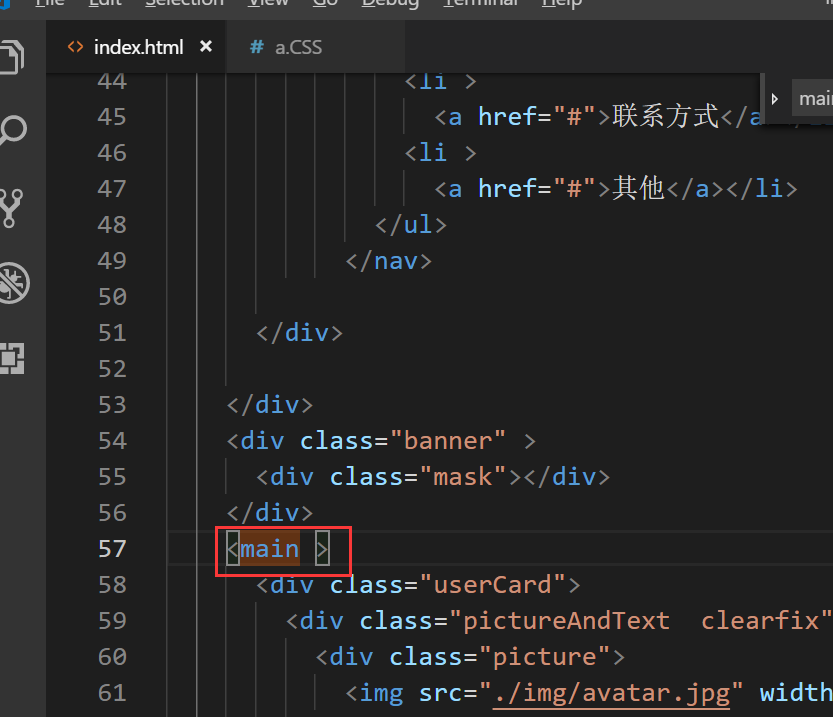 File Edit Selection View Go Debug Terminal Help
<> index.html ×
# a.CSS
44 <li >
45 <a href="#">联系方式</a
46 <li >
47 <a href="#">其他</a></li>
48 </ul>
49 </nav>
50
51 </div>
52
53 </div>
54 <div class="banner" >
55 <div class="mask"></div>
56 </div>
57 <main >
58 <div class="userCard">
59 <div class="pictureAndText  clearfix"
60 <div class="picture">
61 <img src="./img/avatar.jpg" width